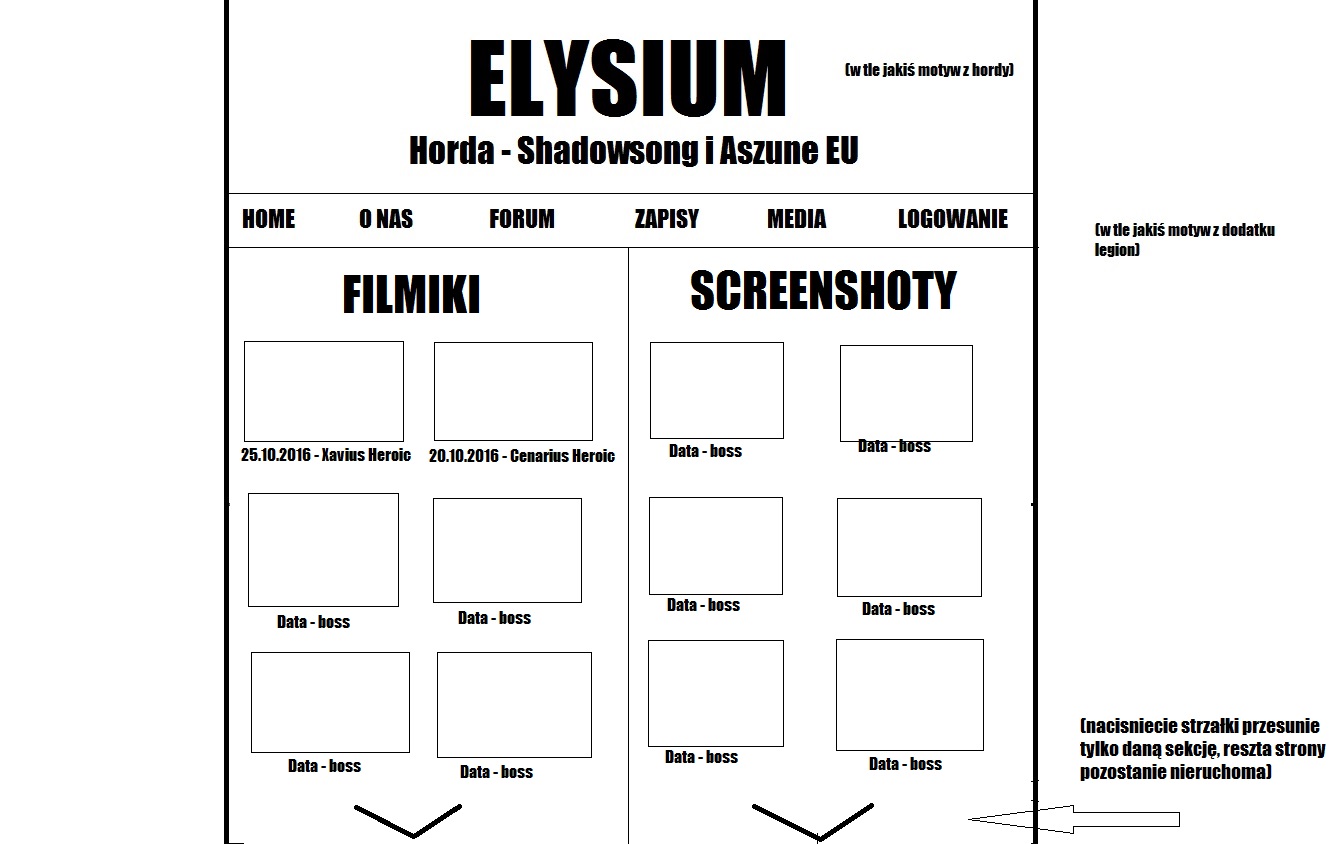 ELYSIUM
(w tle jakiś motyw z hordy)
Horda - Shadowsong i Aszune EU
HOME O NAS FORUM ZAPISY MEDIA LOGOWANIE
(w tle jakiś motyw z dodatku
legion)
FILMIKI
SCREENSHOTY
25.10.2016 - Xavius Heroic
20.10.2016 - Cenarius Heroic
Data - boss
Data - boss
Data - boss
Data - boss
Data - boss
Data - boss
Data - boss
Data - boss
Data - boss
Data - boss
(nacisniecie strzałki przesunie
tylko daną sekcję, reszta strony
pozostanie nieruchoma)